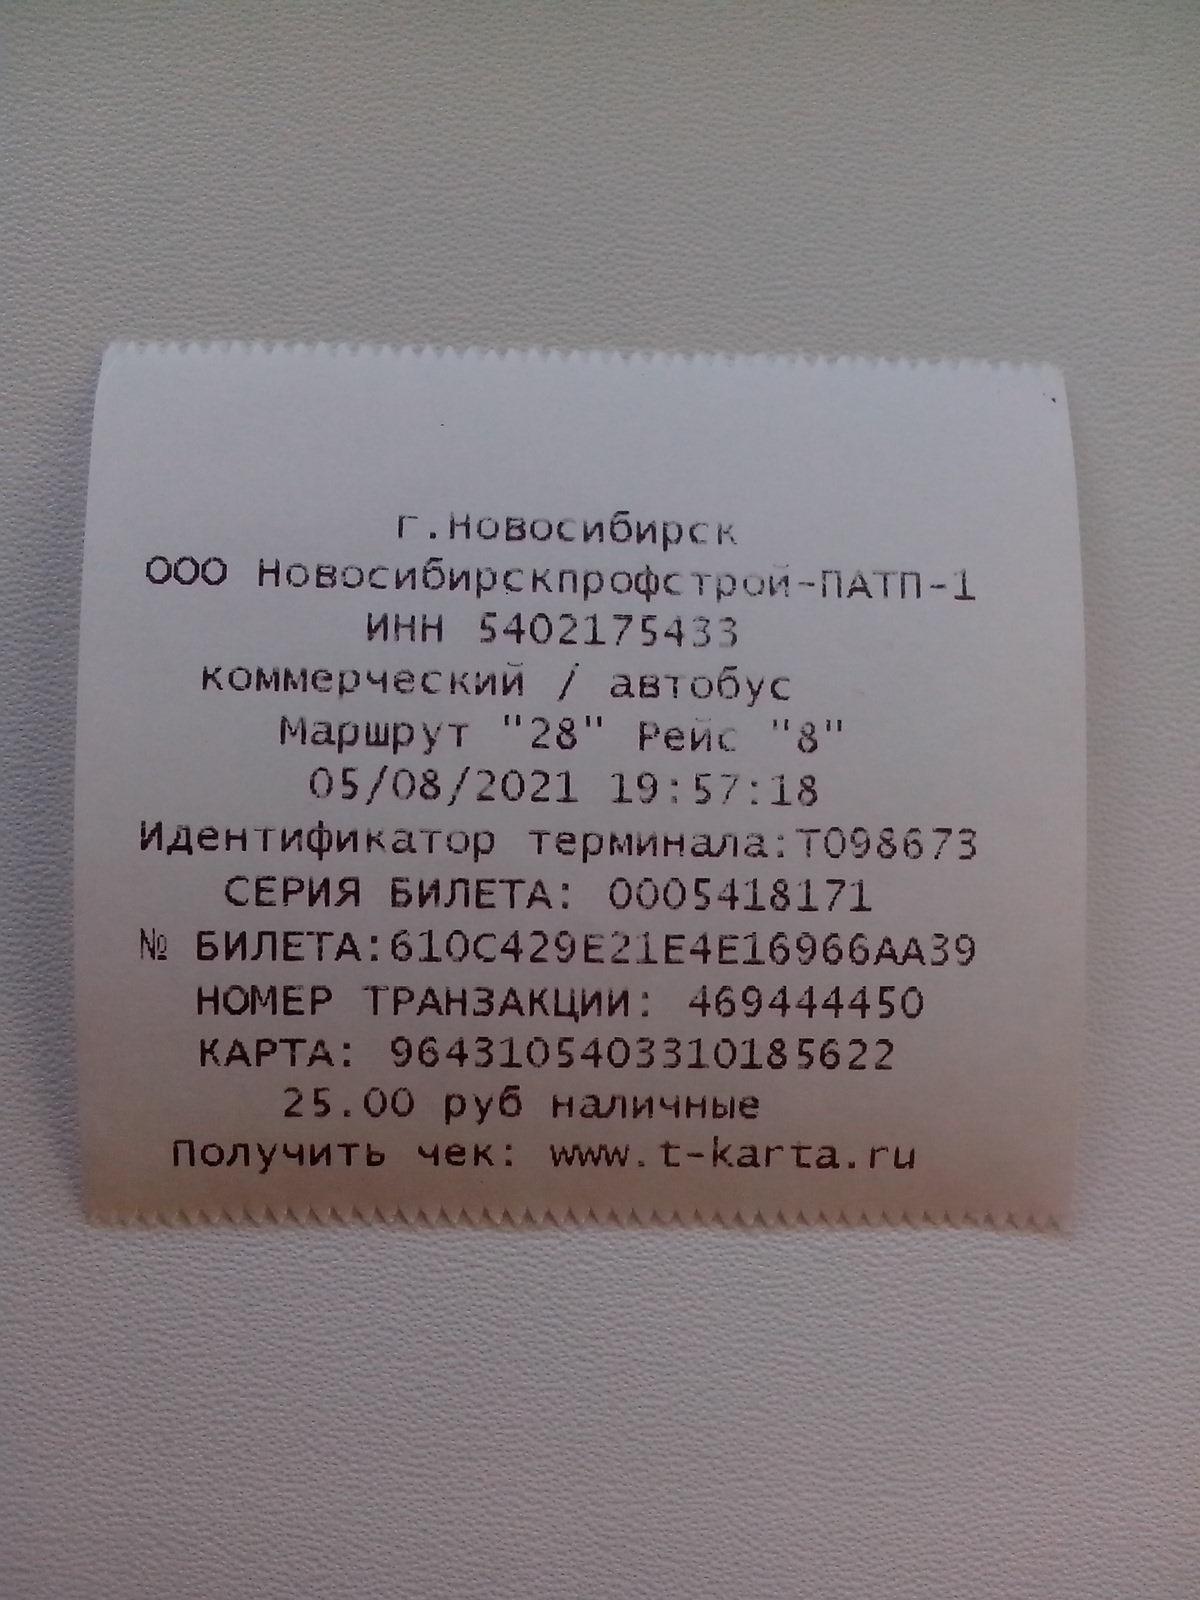 г.Новосибирск
ООО Новосибирскпрофстрой-ПАТП-1
ИНН 5402175433
коммерческий / автобус
Маршрут "28" Рейс "8"
05/08/2021 19:57:18
Идентификатор терминала:T098673
СЕРИЯ БИЛЕТА: 0005418171
№ БИЛЕТА:610C429E21E4E16966AA39
НОМЕР ТРАНЗАКЦИИ: 469444450
КАРТА: 9643105403310185622
25.00 руб наличные
Получить чек: www.t-karta.ru